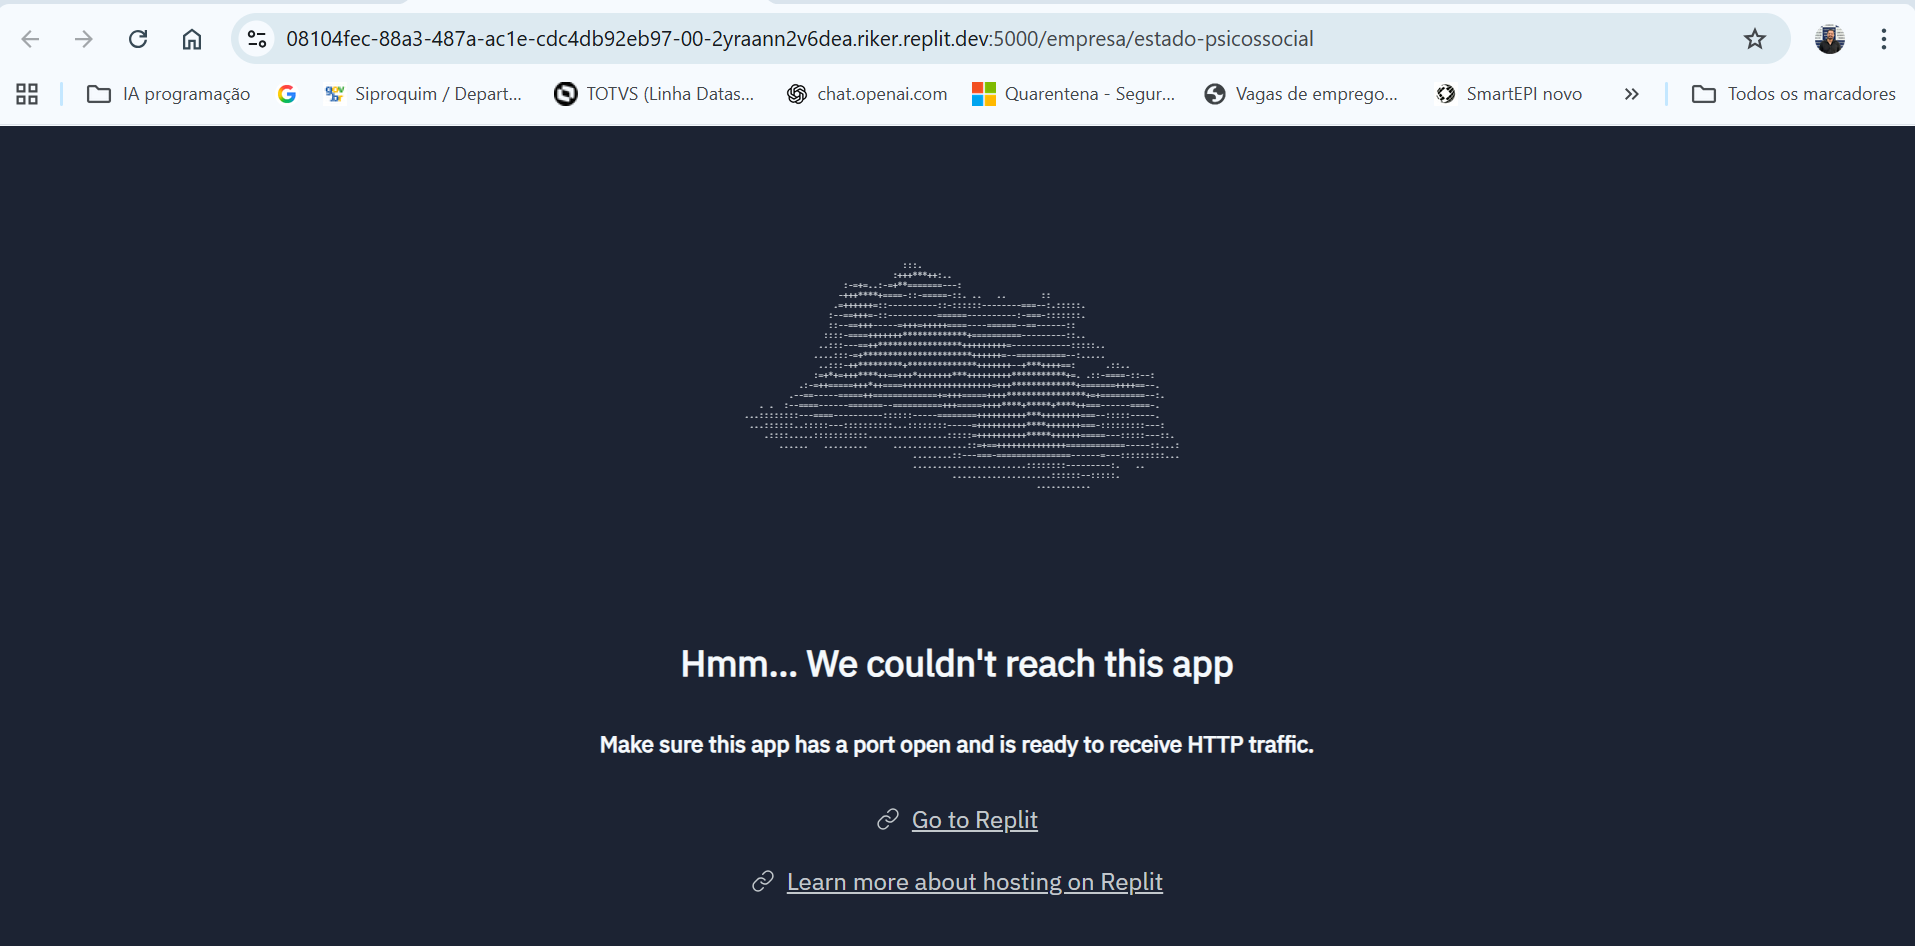 08104fec-88a3-487a-ac1e-cdc4db92eb97-00-2yraann2v6dea.riker.replit.dev:5000/empresa/estado-psicossocial
IA programação
Siproquim / Depart...
TOTVS (Linha Datas...
chat.openai.com
Quarentena - Segur...
Vagas de emprego...
SmartEPI novo
Todos os marcadores
Hmm... We couldn't reach this app
Make sure this app has a port open and is ready to receive HTTP traffic.
Go to Replit
Learn more about hosting on Replit